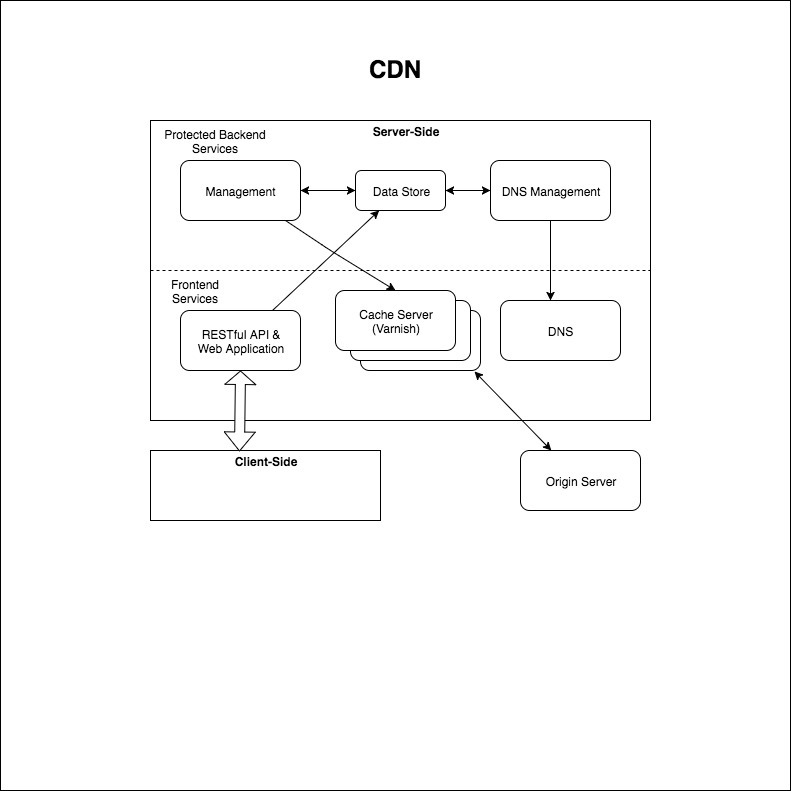 CDN
Server-Side
Protected Backend
Services
Management
Data Store
DNS Management
Frontend
Services
RESTful API &
Web Application
Cache Server
(Varnish)
DNS
Client-Side
Origin Server